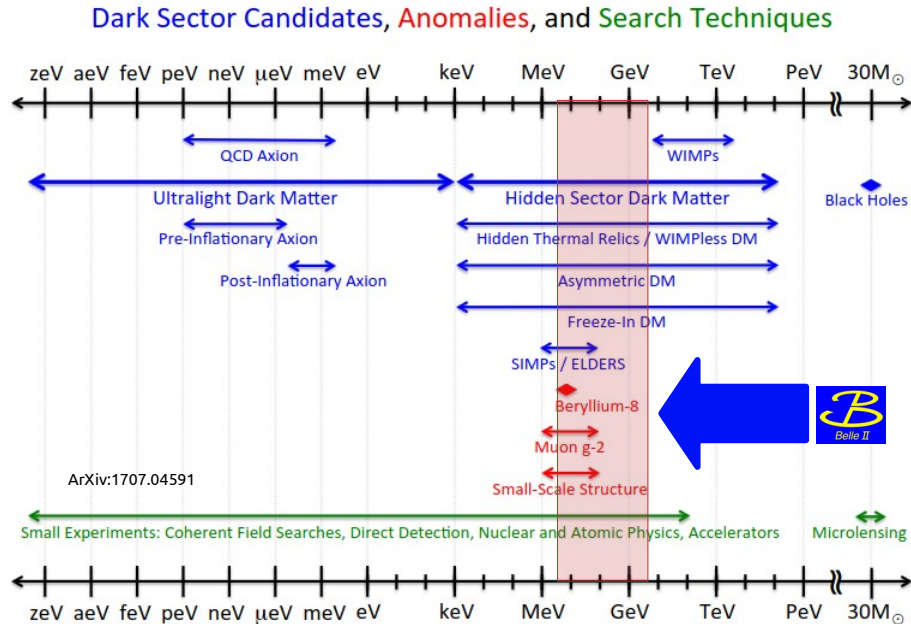 Dark Sector Candidates, Anomalies, and Search Techniques
zeV aeV feV peV neV μeV meV eV keV MeV GeV TeV PeV 30M☉
QCD Axion WIMPs
Ultralight Dark Matter Hidden Sector Dark Matter Black Holes
Pre-Inflationary Axion Hidden Thermal Relics / WIMPless DM
Post-Inflationary Axion Asymmetric DM
Freeze-In DM
SIMPs / ELDERS
Beryllium-8
B
Belle II
Muon g-2
ArXiv:1707.04591
Small-Scale Structure
Small Experiments: Coherent Field Searches, Direct Detection, Nuclear and Atomic Physics, Accelerators Microlensing
zeV aeV feV peV neV μeV meV eV keV MeV GeV TeV PeV 30M☉